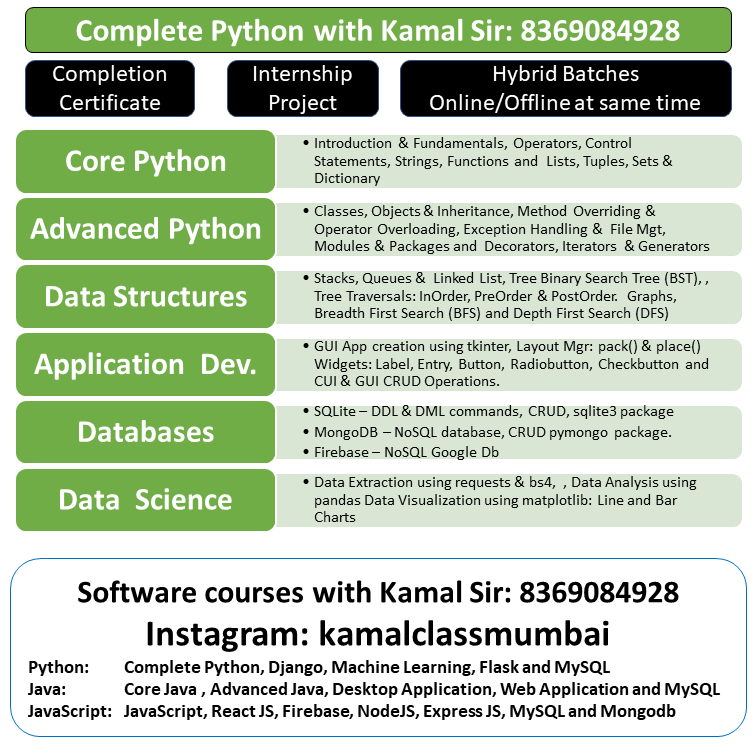 Complete Python with Kamal Sir: 8369084928
Completion
Certificate
Internship
Project
Hybrid Batches
Online/Offline at same time
Core Python
• Introduction & Fundamentals, Operators, Control
Statements, Strings, Functions and Lists, Tuples, Sets &
Dictionary
Advanced Python
• Classes, Objects & Inheritance, Method Overriding &
Operator Overloading, Exception Handling & File Mgt,
Modules & Packages and Decorators, Iterators & Generators
Data Structures
• Stacks, Queues & Linked List, Tree Binary Search Tree (BST), ,
Tree Traversals: InOrder, PreOrder & PostOrder. Graphs,
Breadth First Search (BFS) and Depth First Search (DFS)
Application Dev.
• GUI App creation using tkinter, Layout Mgr: pack() & place()
Widgets: Label, Entry, Button, Radiobutton, Checkbutton and
CUI & GUI CRUD Operations.
Databases
• SQLite – DDL & DML commands, CRUD, sqlite3 package
• MongoDB – NoSQL database, CRUD pymongo package.
• Firebase – NoSQL Google Db
Data Science
• Data Extraction using requests & bs4, , Data Analysis using
pandas Data Visualization using matplotlib: Line and Bar
Charts
Software courses with Kamal Sir: 8369084928
Instagram: kamalclassmumbai
Python: Complete Python, Django, Machine Learning, Flask and MySQL
Java: Core Java , Advanced Java, Desktop Application, Web Application and MySQL
JavaScript: JavaScript, React JS, Firebase, NodeJS, Express JS, MySQL and Mongodb